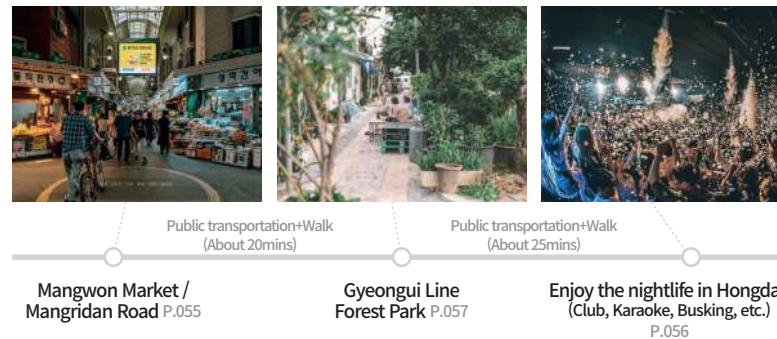 Public transportation+Walk
(About 20mins)
Public transportation+Walk
(About 25mins)
Mangwon Market /
Mangridan Road P.055
Gyeongui Line
Forest Park P.057
Enjoy the nightlife in Hongda
(Club, Karaoke, Busking, etc.)
P.056